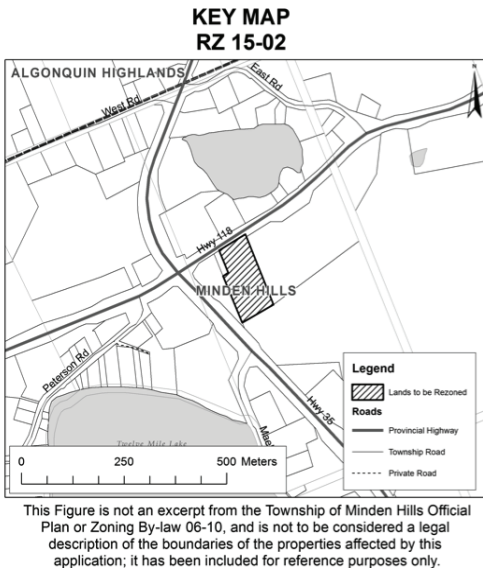 KEY MAP
RZ 15-02
ALGONQUIN HIGHLANDS
West Rd
East Rd
N
Hwy 118
MINDEN HILLS
Peterson Rd
Hwy 35
Twelve Mile Lake
Legend
Lands to be Rezoned
Roads
Provincial Highway
Township Road
Private Road
0 250 500 Meters
This Figure is not an excerpt from the Township of Minden Hills Official
Plan or Zoning By-law 06-10, and is not to be considered a legal
description of the boundaries of the properties affected by this
application; it has been included for reference purposes only.